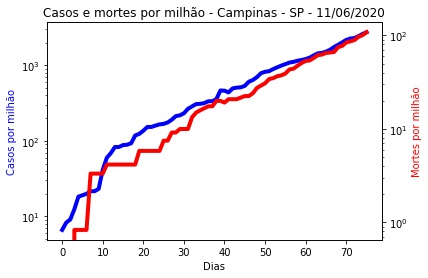 Casos e mortes por milhão - Campinas - SP - 11/06/2020
Casos por milhão
10³
10²
10¹
Mortes por milhão
10²
10¹
10⁰
0 10 20 30 40 50 60 70
Dias